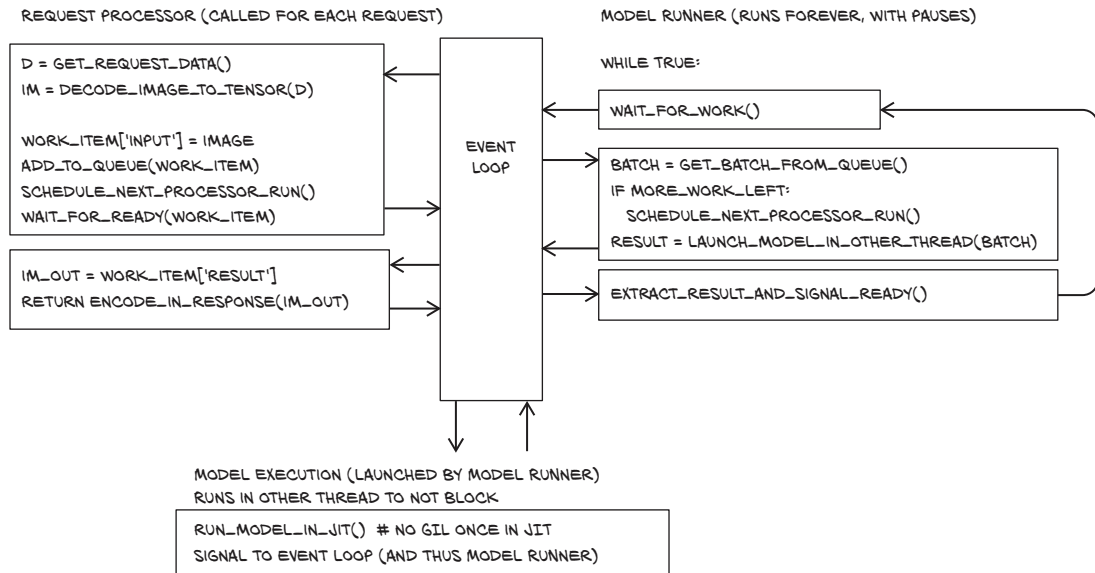 REQUEST PROCESSOR (CALLED FOR EACH REQUEST)
D = GET_REQUEST_DATA()
IM = DECODE_IMAGE_TO_TENSOR(D)
WORK_ITEM['INPUT'] = IMAGE
ADD_TO_QUEUE(WORK_ITEM)
SCHEDULE_NEXT_PROCESSOR_RUN()
WAIT_FOR_READY(WORK_ITEM)
IM_OUT = WORK_ITEM['RESULT']
RETURN ENCODE_IN_RESPONSE(IM_OUT)
EVENT
LOOP
MODEL RUNNER (RUNS FOREVER, WITH PAUSES)
WHILE TRUE:
WAIT_FOR_WORK()
BATCH = GET_BATCH_FROM_QUEUE()
IF MORE_WORK_LEFT:
SCHEDULE_NEXT_PROCESSOR_RUN()
RESULT = LAUNCH_MODEL_IN_OTHER_THREAD(BATCH)
EXTRACT_RESULT_AND_SIGNAL_READY()
MODEL EXECUTION (LAUNCHED BY MODEL RUNNER)
RUNS IN OTHER THREAD TO NOT BLOCK
RUN_MODEL_IN_JIT() # NO GIL ONCE IN JIT
SIGNAL TO EVENT LOOP (AND THUS MODEL RUNNER)